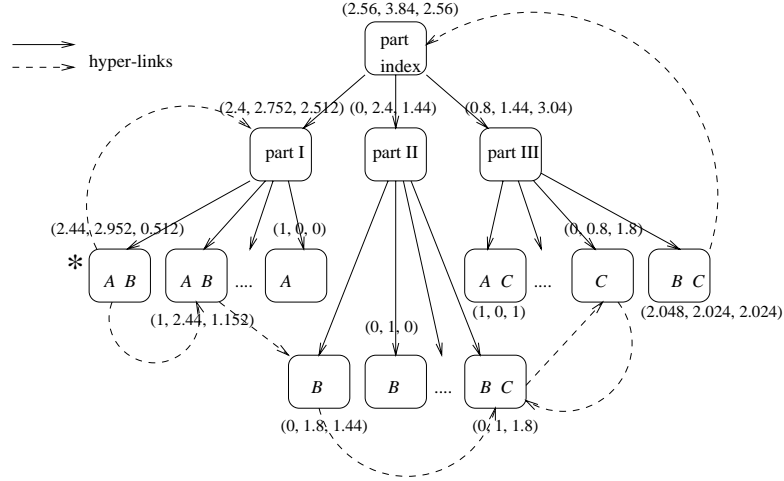 (2.56, 3.84, 2.56)
part
index
hyper-links
(2.4, 2.752, 2.512)
(0, 2.4, 1.44)
(0.8, 1.44, 3.04)
part I
part II
part III
(2.44, 2.952, 0.512)
(1, 0, 0)
(0, 0.8, 1.8)
*
A B
A B
....
A
A C
....
C
B C
(1, 2.44, 1.152)
(0, 1, 0)
(1, 0, 1)
(2.048, 2.024, 2.024)
B
B
....
B C
(0, 1.8, 1.44)
(0, 1, 1.8)